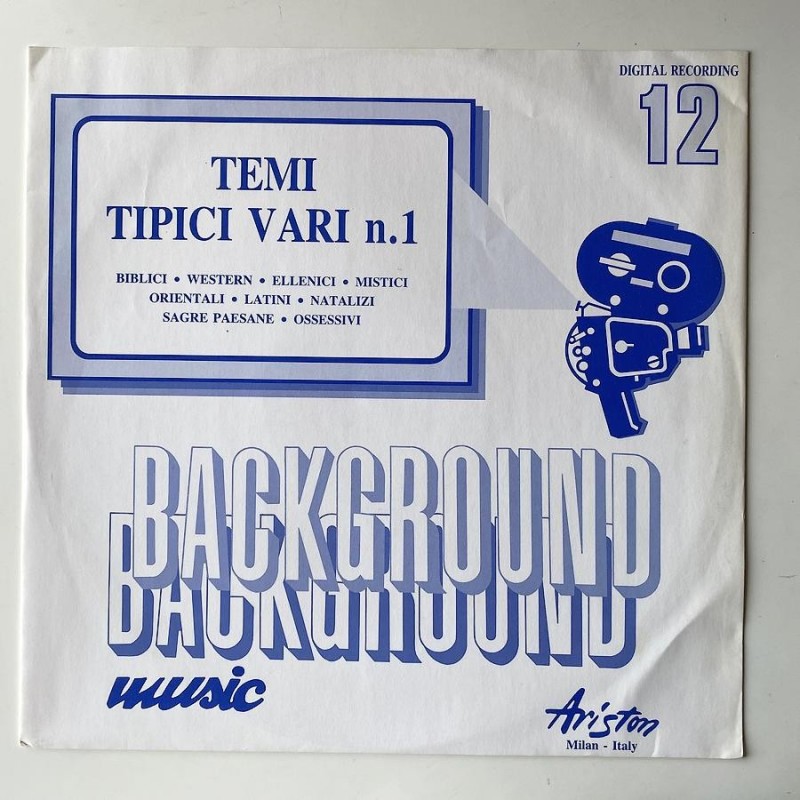 DIGITAL RECORDING
12
TEMI
TIPICI VARI n.1
BIBLICI • WESTERN • ELLENICI • MISTICI
ORIENTALI • LATINI • NATALIZI
SAGRE PAESANE • OSSESSIVI
BACKGROUND
BACKGROUND
music
Ariston
Milan - Italy